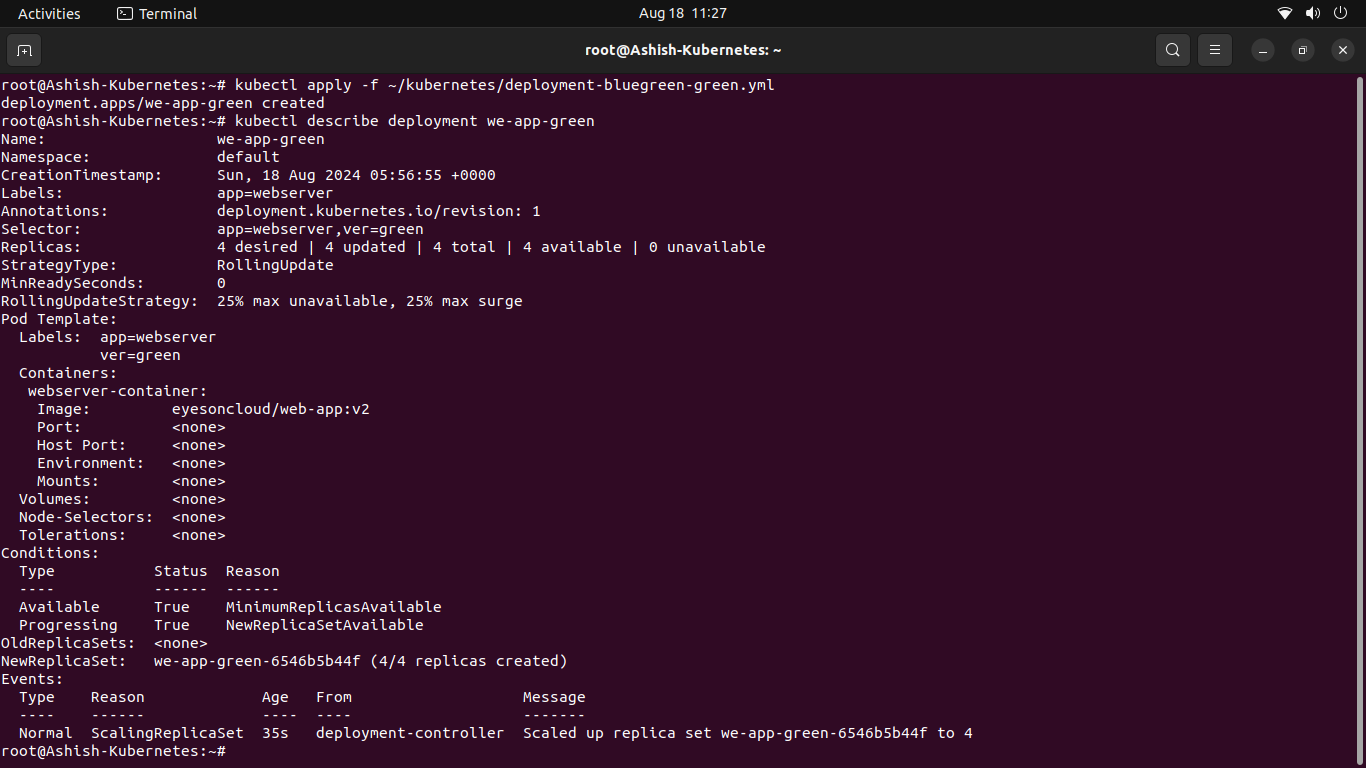 Activities Terminal Aug 18 11:27
root@Ashish-Kubernetes: ~
root@Ashish-Kubernetes:~# kubectl apply -f ~/kubernetes/deployment-bluegreen-green.yml
deployment.apps/we-app-green created
root@Ashish-Kubernetes:~# kubectl describe deployment we-app-green
Name:                   we-app-green
Namespace:              default
CreationTimestamp:      Sun, 18 Aug 2024 05:56:55 +0000
Labels:                 app=webserver
Annotations:            deployment.kubernetes.io/revision: 1
Selector:               app=webserver,ver=green
Replicas:               4 desired | 4 updated | 4 total | 4 available | 0 unavailable
StrategyType:           RollingUpdate
MinReadySeconds:        0
RollingUpdateStrategy:  25% max unavailable, 25% max surge
Pod Template:
  Labels:  app=webserver
           ver=green
  Containers:
   webserver-container:
    Image:         eyesoncloud/web-app:v2
    Port:          <none>
    Host Port:     <none>
    Environment:   <none>
    Mounts:        <none>
  Volumes:         <none>
  Node-Selectors:  <none>
  Tolerations:     <none>
Conditions:
  Type           Status  Reason
  ----           ------  ------
  Available      True    MinimumReplicasAvailable
  Progressing    True    NewReplicaSetAvailable
OldReplicaSets:  <none>
NewReplicaSet:   we-app-green-6546b5b44f (4/4 replicas created)
Events:
  Type    Reason             Age   From                   Message
  ----    ------             ----  ----                   -------
  Normal  ScalingReplicaSet  35s   deployment-controller  Scaled up replica set we-app-green-6546b5b44f to 4
root@Ashish-Kubernetes:~#